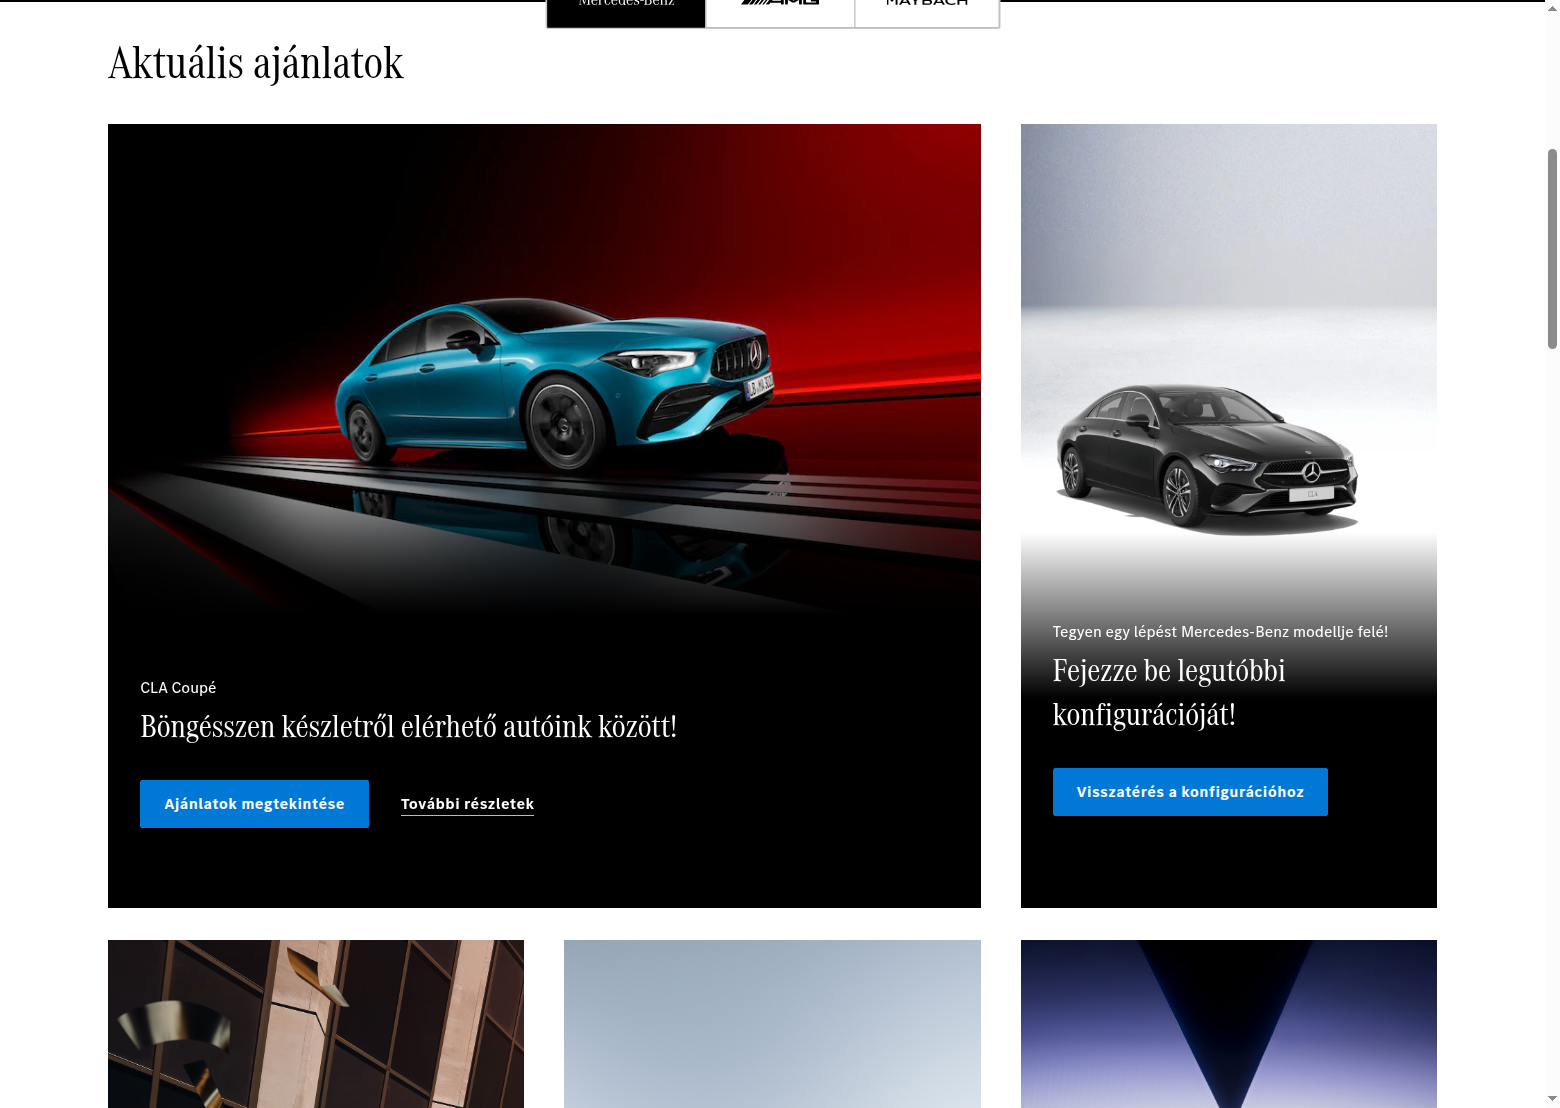 Mercedes-Benz
AMG
MAYBACH
Aktuális ajánlatok
CLA
CLA Coupé
Böngésszen készletről elérhető autóink között!
Ajánlatok megtekintése
További részletek
Tegyen egy lépést Mercedes-Benz modellje felé!
Fejezze be legutóbbi
konfigurációját!
Visszatérés a konfigurációhoz